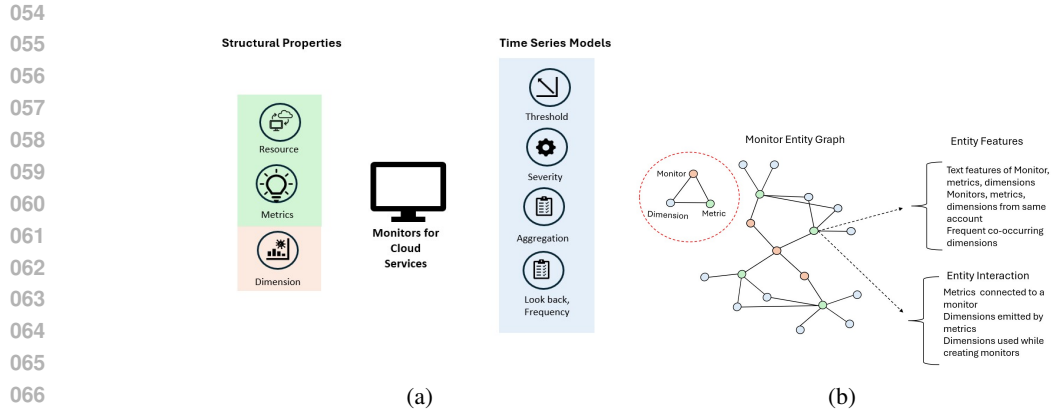 054
055
056
057
058
059
060
061
062
063
064
065
066
Structural Properties
Resource
Metrics
Dimension
Monitors for
Cloud
Services
Time Series Models
Threshold
Severity
Aggregation
Look back,
Frequency
(a)
Monitor Entity Graph
Monitor
Dimension
Metric
Entity Features
Text features of Monitor,
metrics, dimensions
Monitors, metrics,
dimensions from same
account
Frequent co-occurring
dimensions
Entity Interaction
Metrics connected to a
monitor
Dimensions emitted by
metrics
Dimensions used while
creating monitors
(b)